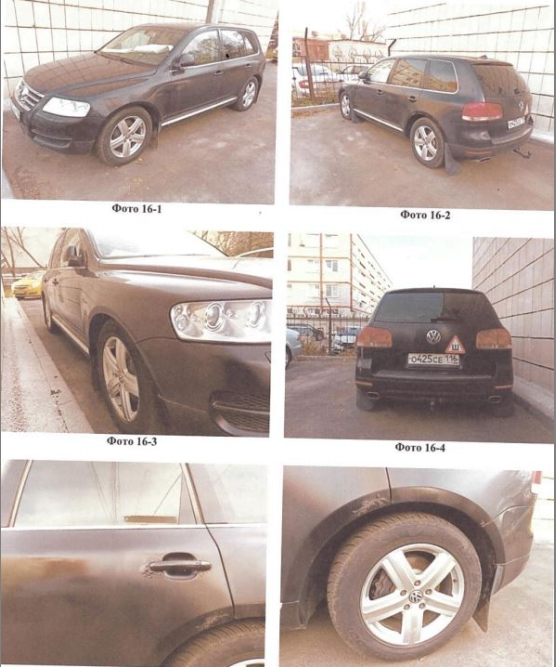 Фото 16-1
Фото 16-2
Фото 16-3
О425СЕ 116
Ш
Фото 16-4